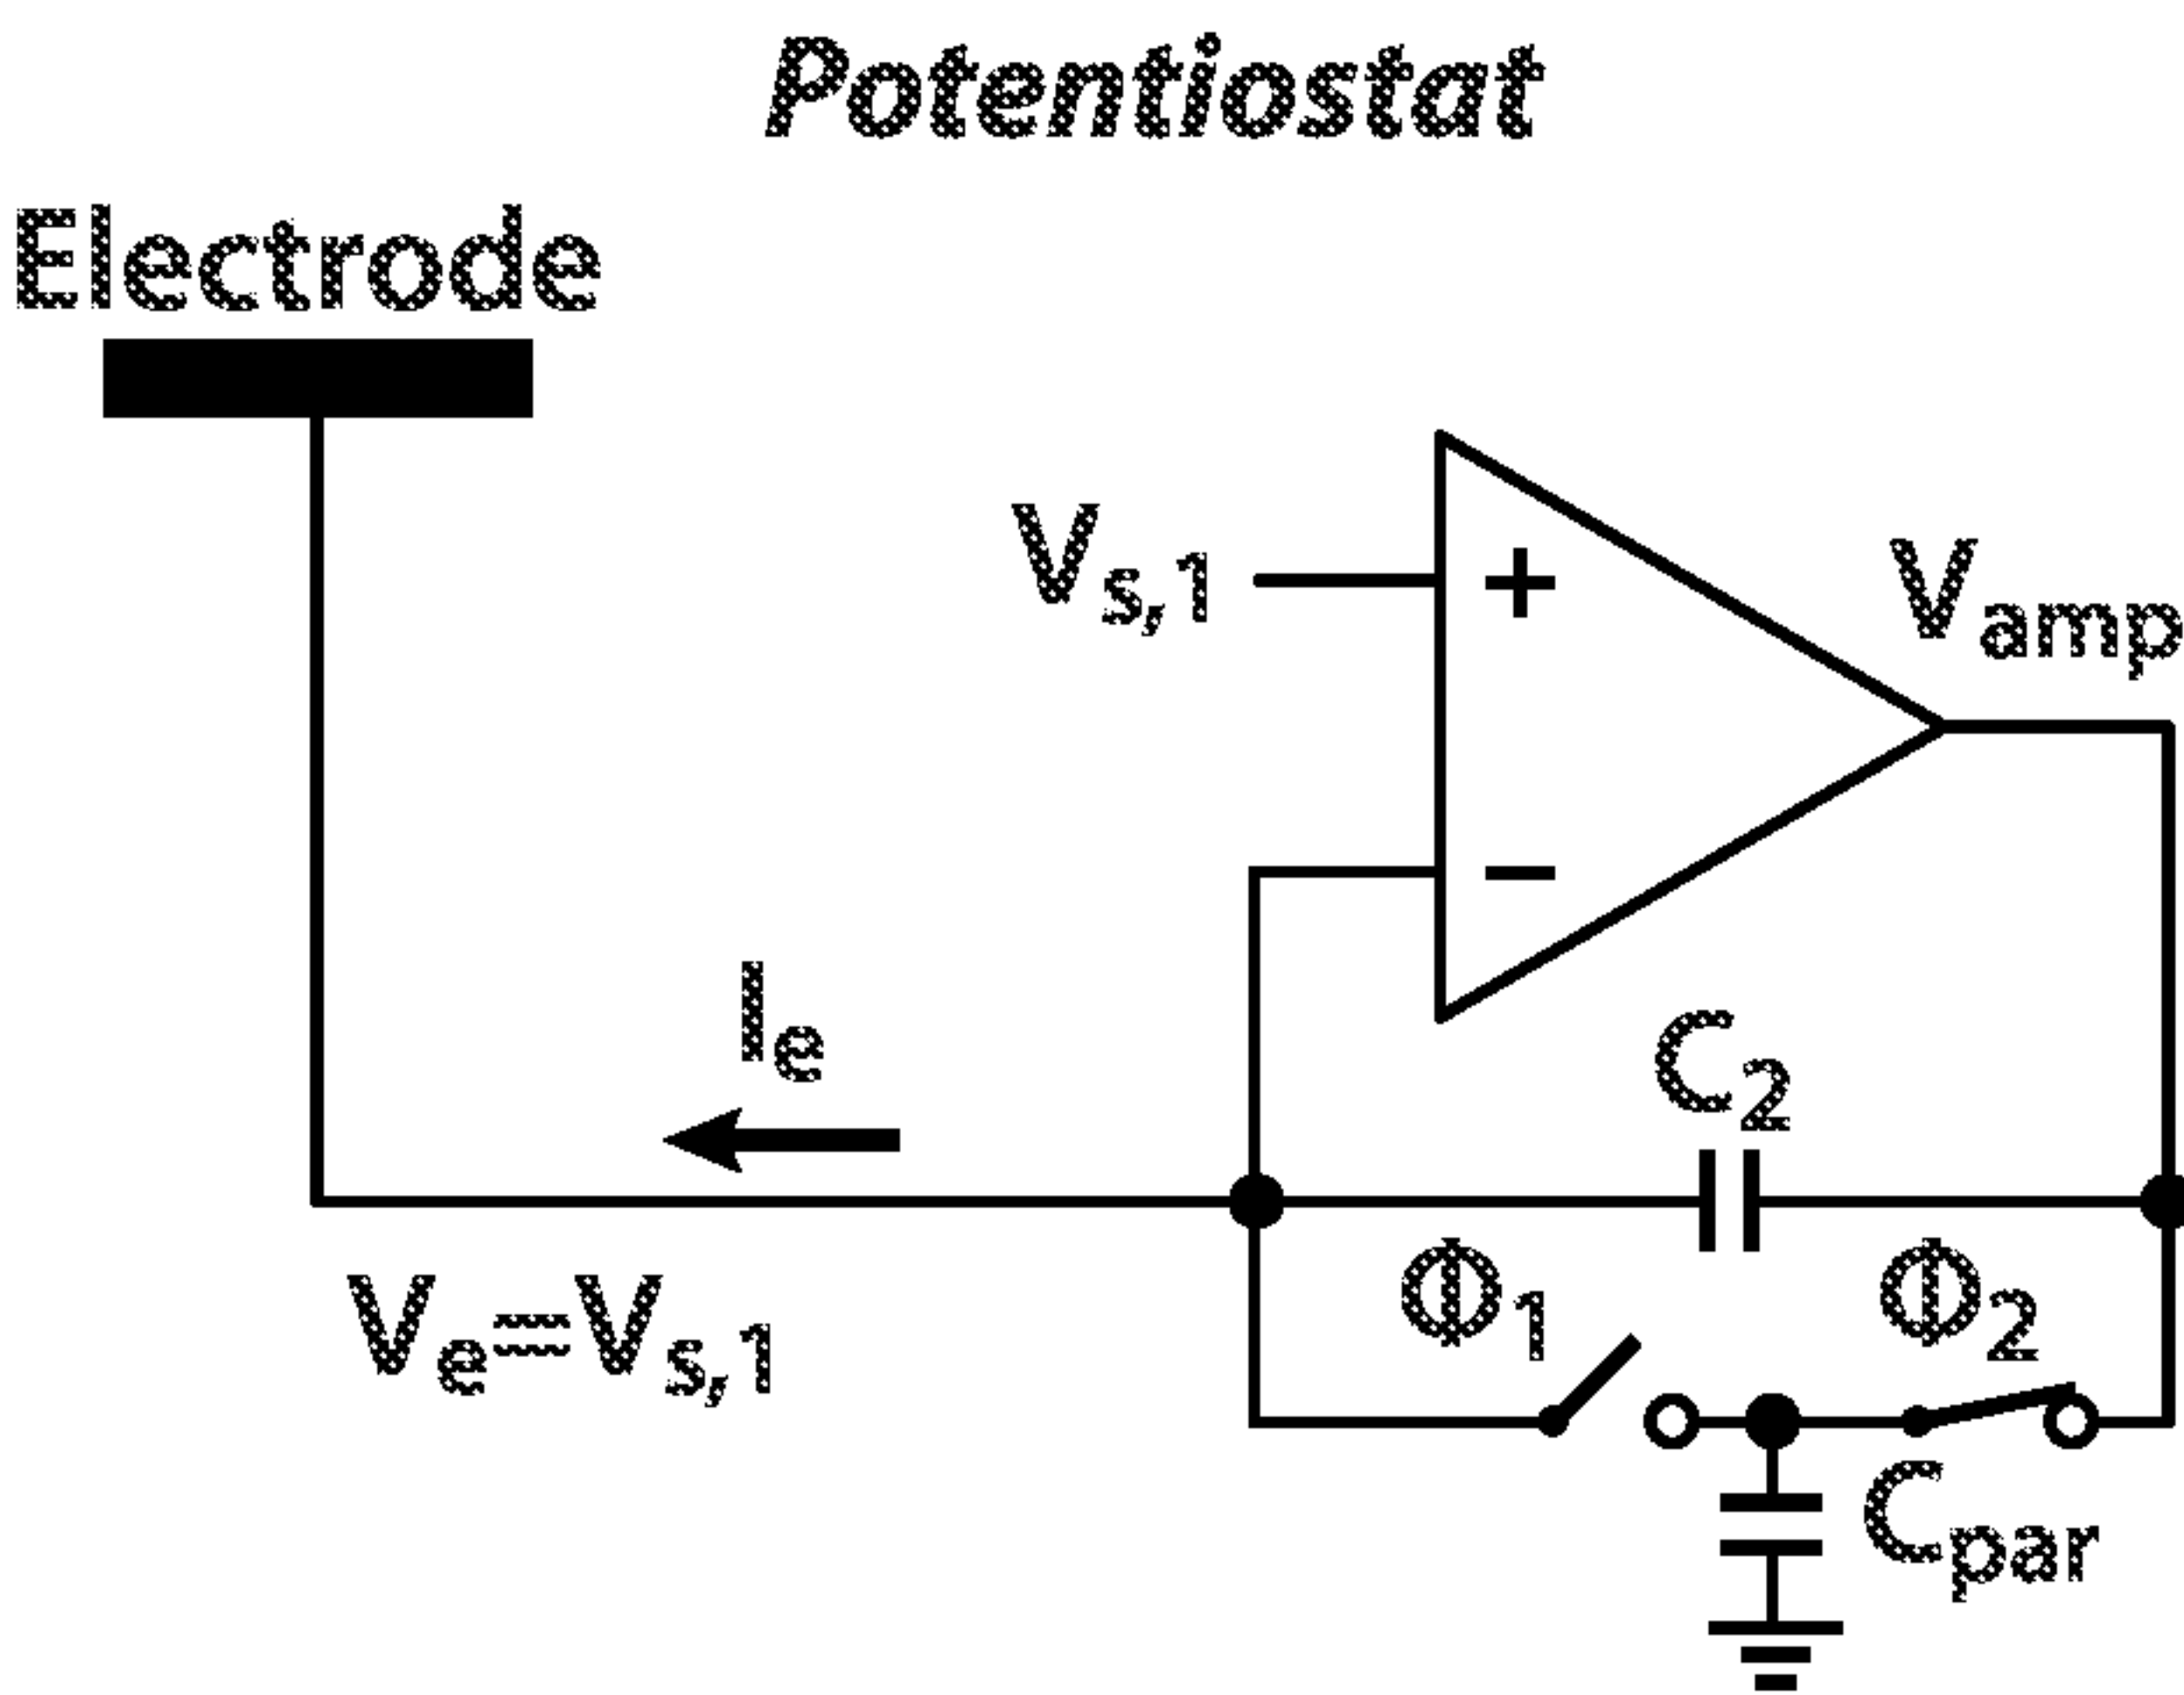 Potentiostat
Electrode
Vs,1
+
Vamp
−
Ie
C2
Φ1
Φ2
Ve=Vs,1
Cpar